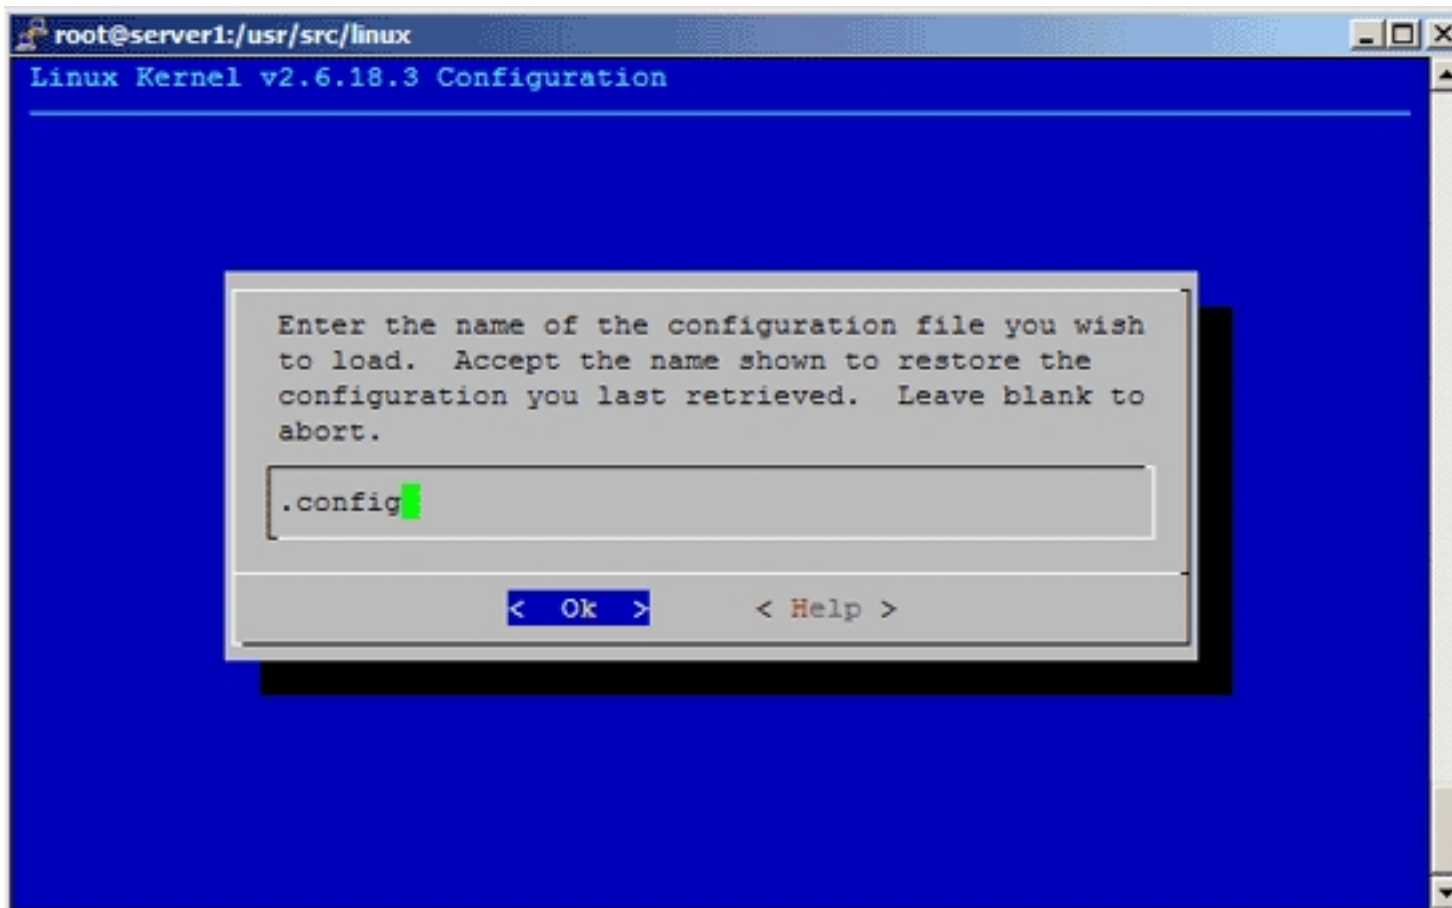 root@server1:/usr/src/linux
Linux Kernel v2.6.18.3 Configuration
Enter the name of the configuration file you wish
to load.  Accept the name shown to restore the
configuration you last retrieved.  Leave blank to
abort.
.config
<  Ok  > < Help >